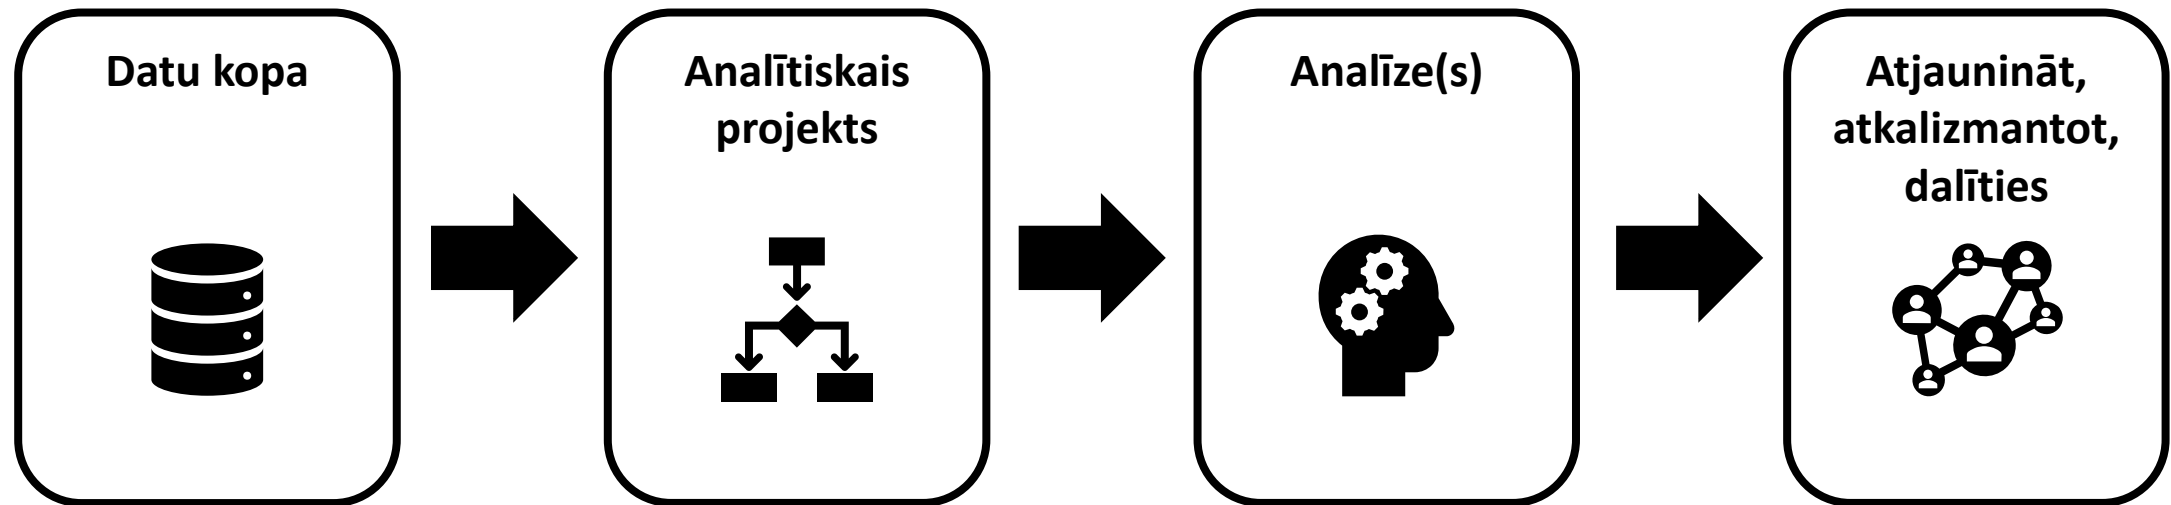 Datu kopa
Analītiskais
projekts
Analīze(s)
Atjaunināt,
atkalizmantot,
dalīties